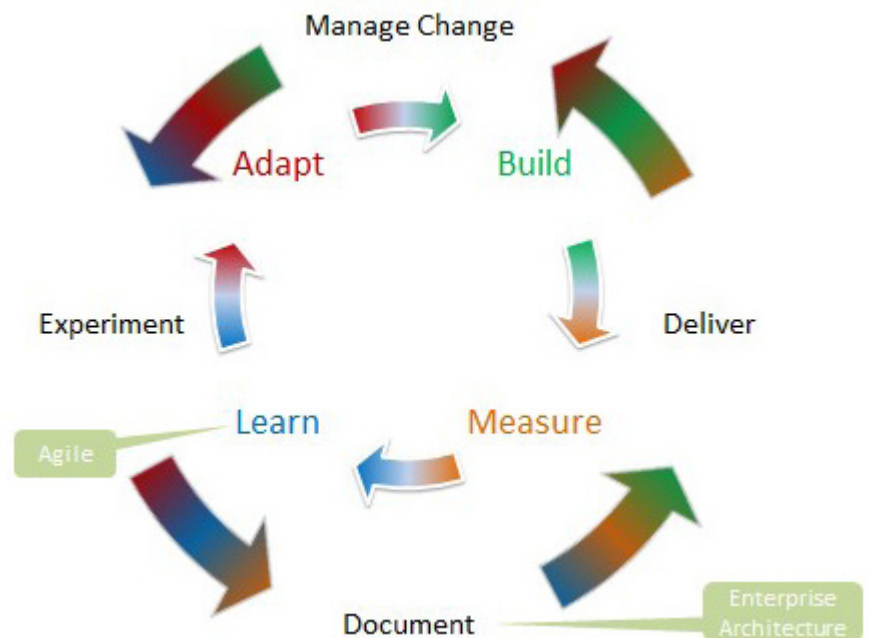 Manage Change
Adapt
Build
Experiment
Deliver
Learn
Measure
Agile
Document
Enterprise
Architecture